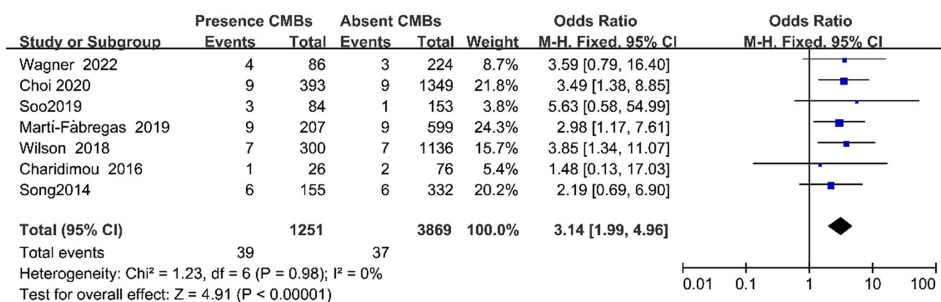 Presence CMBs Absent CMBs Odds Ratio Odds Ratio
Study or Subgroup Events Total Events Total Weight M-H. Fixed. 95% CI M-H. Fixed. 95% CI
Wagner 2022 4 86 3 224 8.7% 3.59 [0.79, 16.40]
Choi 2020 9 393 9 1349 21.8% 3.49 [1.38, 8.85]
Soo2019 3 84 1 153 3.8% 5.63 [0.58, 54.99]
Martí-Fàbregas 2019 9 207 9 599 24.3% 2.98 [1.17, 7.61]
Wilson 2018 7 300 7 1136 15.7% 3.85 [1.34, 11.07]
Charidimou 2016 1 26 2 76 5.4% 1.48 [0.13, 17.03]
Song2014 6 155 6 332 20.2% 2.19 [0.69, 6.90]
Total (95% CI) 1251 3869 100.0% 3.14 [1.99, 4.96]
Total events 39 37
Heterogeneity: Chi² = 1.23, df = 6 (P = 0.98); I² = 0%
Test for overall effect: Z = 4.91 (P < 0.00001)
0.01 0.1 1 10 100